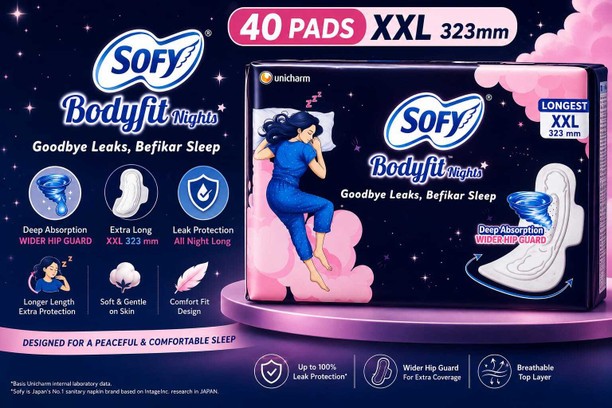 40 PADS XXL 323mm
SOFY®
Bodyfit Nights
Goodbye Leaks, Befikar Sleep
Deep Absorption
WIDER HIP GUARD
Extra Long
XXL 323 mm
Leak Protection
All Night Long
Longer Length
Extra Protection
Soft & Gentle
on Skin
Comfort Fit
Design
DESIGNED FOR A PEACEFUL & COMFORTABLE SLEEP
*Basis Unicharm internal laboratory data.
*Sofy is Japan's No.1 sanitary napkin brand based on IntageInc. research in JAPAN.
unicharm
z z z
SOFY®
Bodyfit Nights
Goodbye Leaks, Befikar Sleep
LONGEST
XXL
323 mm
Deep Absorption
WIDER HIP GUARD
Up to 100%
Leak Protection*
Wider Hip Guard
For Extra Coverage
Breathable
Top Layer